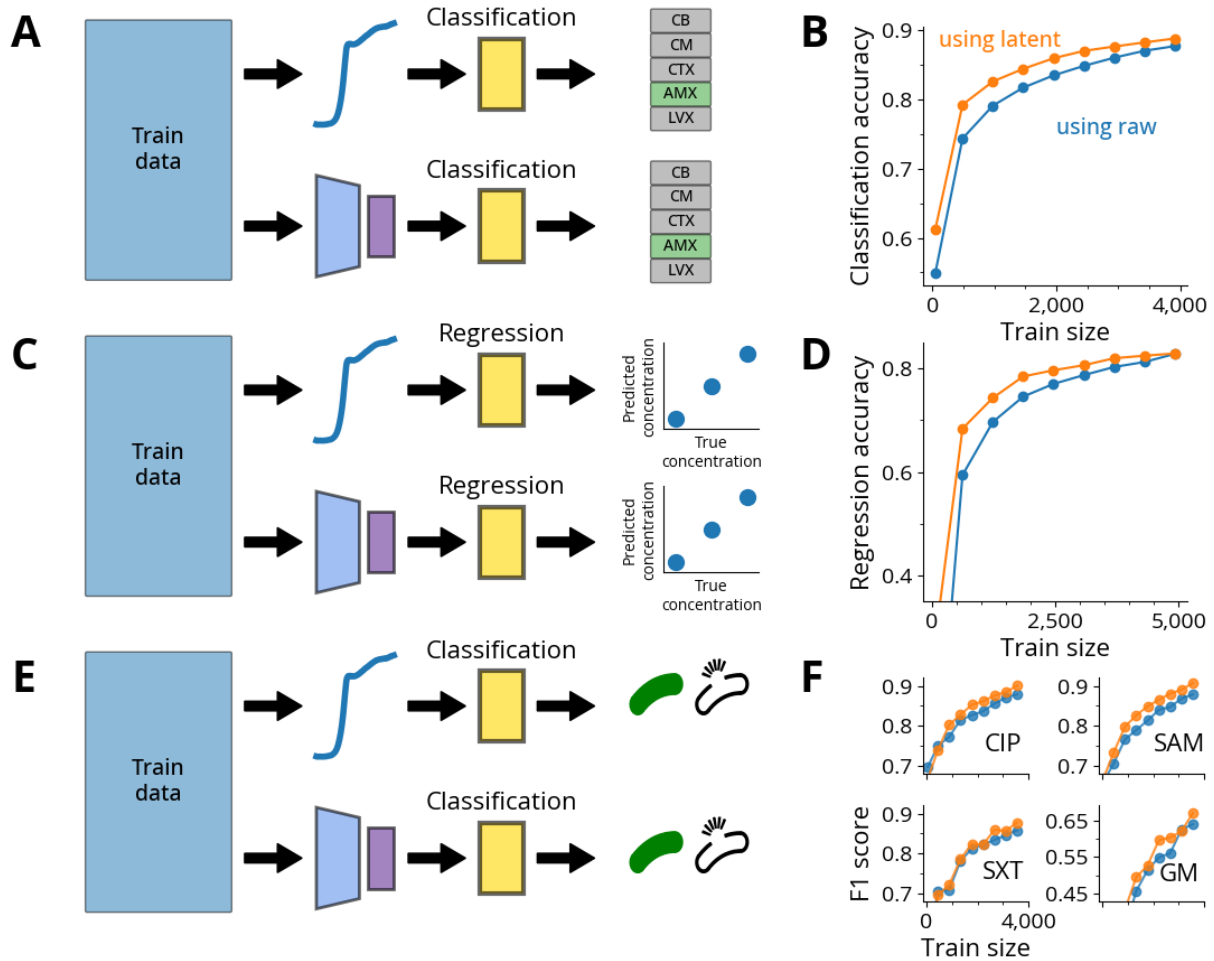 A
Train
data
Classification
CB
CM
CTX
AMX
LVX
Classification
CB
CM
CTX
AMX
LVX
B
Classification accuracy
0.9
0.8
0.7
0.6
using latent
using raw
0
2,000
4,000
Train size
C
Train
data
Regression
Predicted
concentration
True
concentration
Regression
Predicted
concentration
True
concentration
D
Regression accuracy
0.8
0.6
0.4
0
2,500
5,000
Train size
E
Train
data
Classification
Classification
F
0.9
0.8
0.7
CIP
0.9
0.8
0.7
SAM
F1 score
0.9
0.8
0.7
SXT
0
4,000
Train size
0.65
0.55
0.45
GM